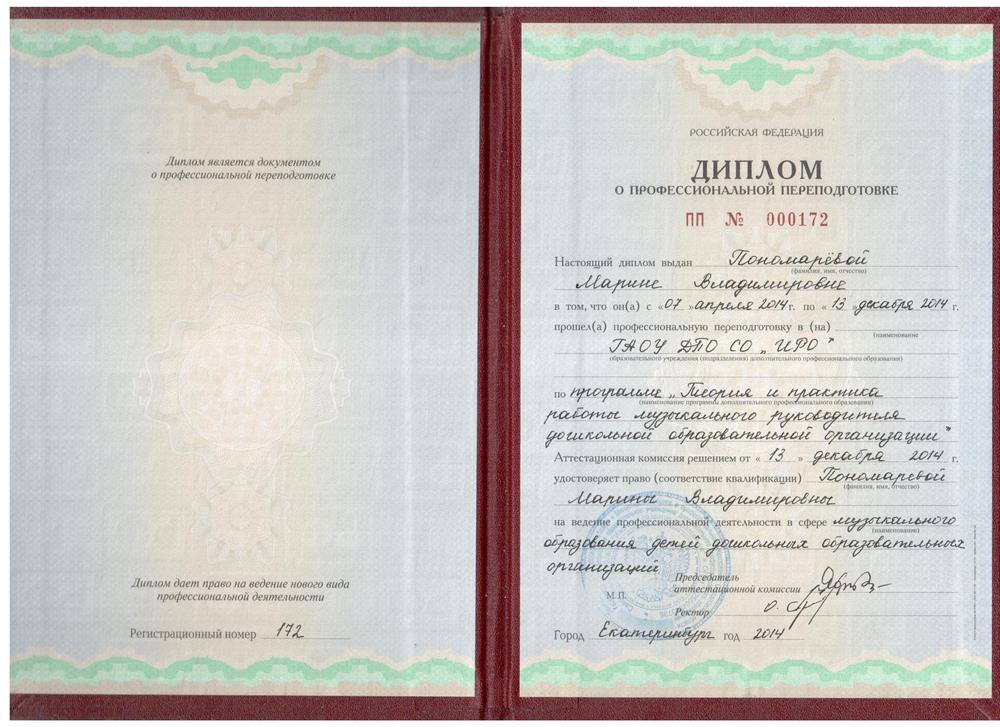 Диплом является документом
о профессиональной переподготовке
Диплом дает право на ведение нового вида
профессиональной деятельности
Регистрационный номер 172
РОССИЙСКАЯ ФЕДЕРАЦИЯ
ДИПЛОМ
О ПРОФЕССИОНАЛЬНОЙ ПЕРЕПОДГОТОВКЕ
ПП № 000172
Настоящий диплом выдан Пономарёвой
(фамилия, имя, отчество)
Марине Владимировне
в том, что он(а) с «07» апреля 2014 г. по «13» декабря 2014 г.
прошел(а) профессиональную переподготовку в (на)
(наименование
ГАОУ ДПО СО „ИРО"
образовательного учреждения (подразделения) дополнительного профессионального образования)
по программе „Теория и практика
(наименование программы дополнительного профессионального образования)
работы музыкального руководителя
дошкольной образовательной организации"
Аттестационная комиссия решением от «13» декабря 2014 г.
удостоверяет право (соответствие квалификации) Пономаревой
(фамилия, имя, отчество)
Марины Владимировны
на ведение профессиональной деятельности в сфере музыкального
(наименование)
образования детей дошкольных образовательных
организаций
Председатель
аттестационной комиссии
М.П.
Ректор
Город Екатеринбург год 2014